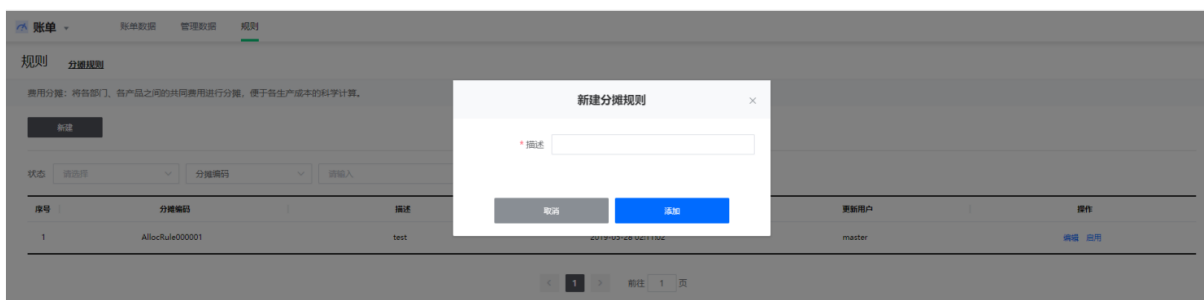 账单 账单数据 管理数据 规则
规则 分摊规则
费用分摊：将各部门，各产品之间的共同费用进行分摊，便于各生产成本的科学计算。
新建分摊规则
新建
* 描述
状态 请选择 分摊编码 请输入
取消 添加
序号 分摊编码 描述 更新用户 操作
1 AllocRule000001 test 2019-03-28 02:11:02 master 编辑 启用
1 前往 1 页